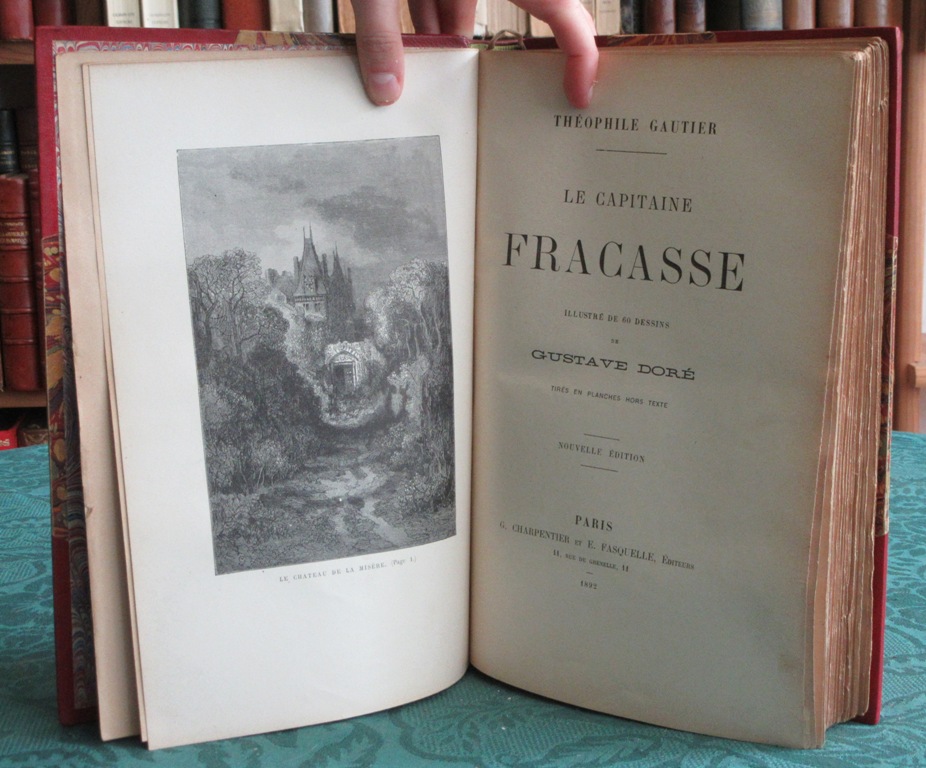 LE CHATEAU DE LA MISÈRE. (Page 4.)
THÉOPHILE GAUTIER
LE CAPITAINE
FRACASSE
ILLUSTRÉ DE 60 DESSINS
DE
GUSTAVE DORÉ
TIRÉS EN PLANCHES HORS TEXTE
NOUVELLE ÉDITION
PARIS
G. CHARPENTIER ET E. FASQUELLE, ÉDITEURS
11, RUE DE GRENELLE, 11
1892